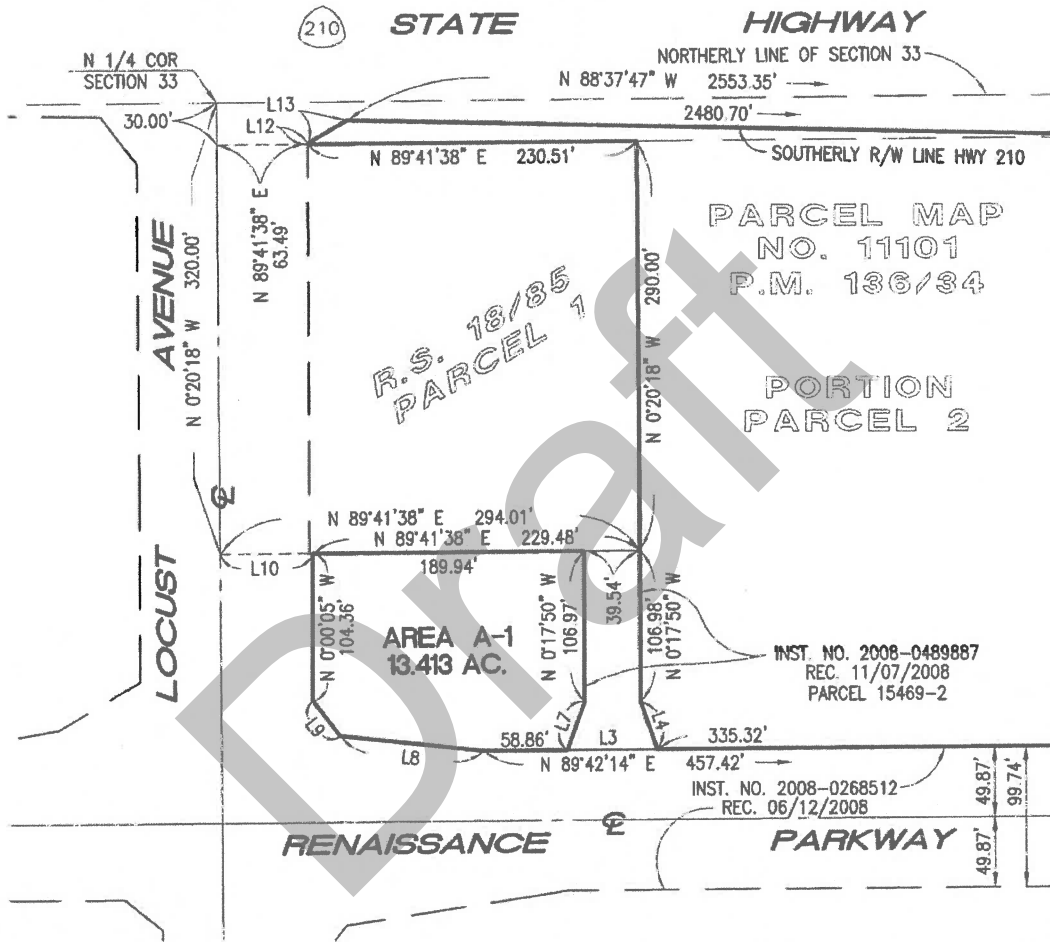 210
STATE HIGHWAY
N 1/4 COR
SECTION 33
NORTHERLY LINE OF SECTION 33
N 88°37'47" W 2553.35'
L13
30.00'
L12
2480.70'
N 89°41'38" E 230.51'
SOUTHERLY R/W LINE HWY 210
N 89°41'38" E
63.49'
N 0°20'18" W 320.00'
LOCUST AVENUE
PARCEL MAP
NO. 11101
P.M. 136/34
R.S. 18/85
PARCEL 1
N 0°20'18" W 290.00'
PORTION
PARCEL 2
CL
N 89°41'38" E 294.01'
N 89°41'38" E 229.48'
L10
189.94'
39.54'
N 0°00'05" W
104.36'
AREA A-1
13.413 AC.
N 0°17'50" W
106.97'
106.98'
N 0°17'50" W
INST. NO. 2008-0489887
REC. 11/07/2008
PARCEL 15469-2
L9
L8
58.86'
L7
L3
L4
335.32'
N 89°42'14" E 457.42'
INST. NO. 2008-0268512
REC. 06/12/2008
49.87'
99.74'
49.87'
CL
RENAISSANCE PARKWAY
Draft